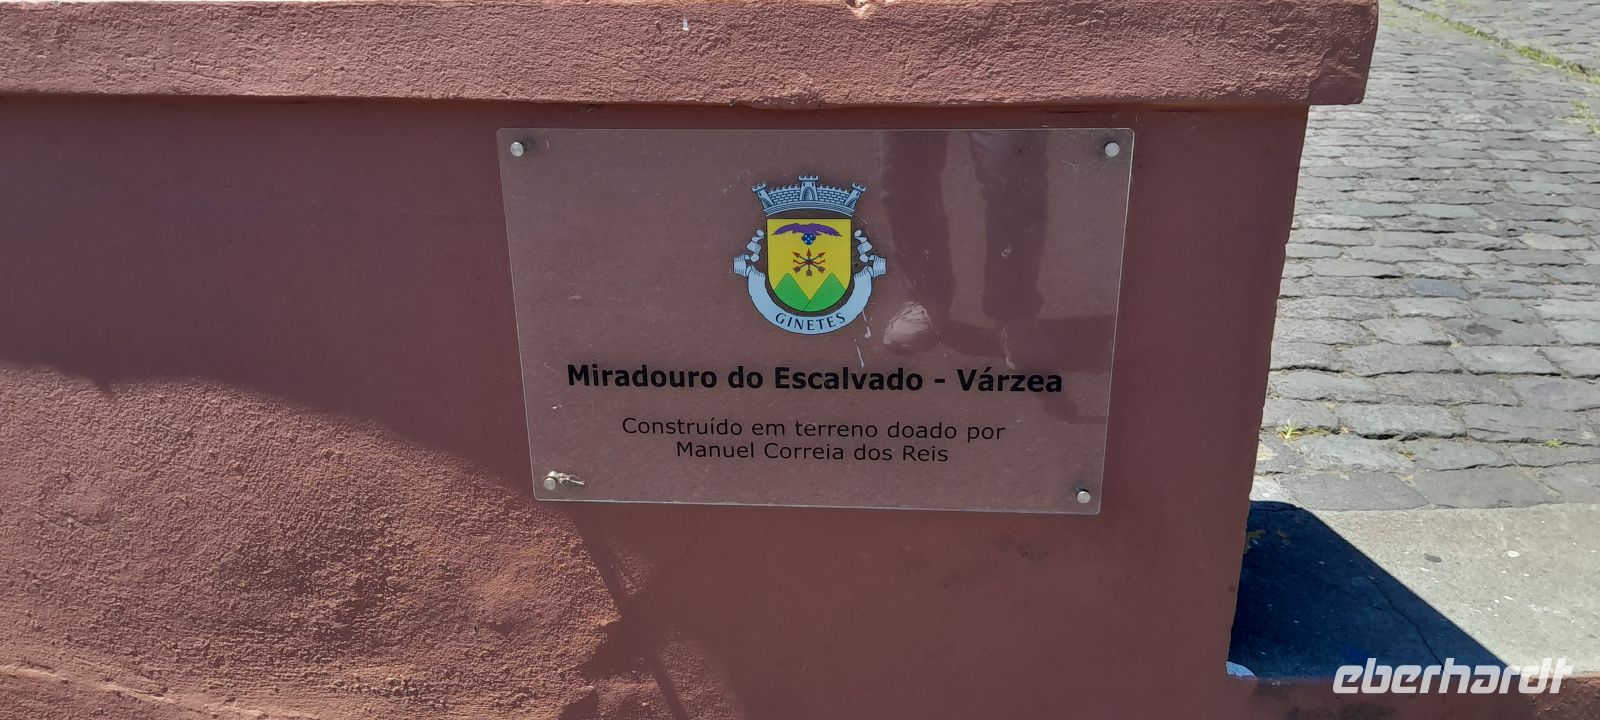 GINETES
Miradouro do Escalvado - Várzea
Construído em terreno doado por
Manuel Correia dos Reis
eberhardt